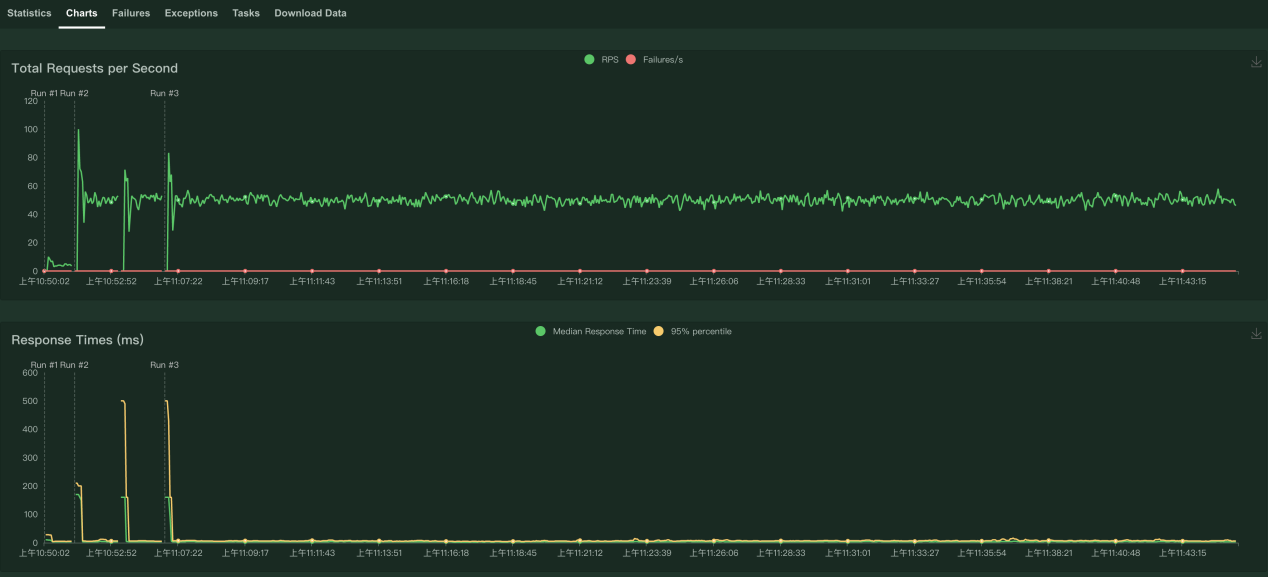 Statistics Charts Failures Exceptions Tasks Download Data
Total Requests per Second
RPS Failures/s
Run #1 Run #2 Run #3
120
100
80
60
40
20
0
上午10:50:02 上午10:52:52 上午11:07:22 上午11:09:17 上午11:11:43 上午11:13:51 上午11:16:18 上午11:18:45 上午11:21:12 上午11:23:39 上午11:26:06 上午11:28:33 上午11:31:01 上午11:33:27 上午11:35:54 上午11:38:21 上午11:40:48 上午11:43:15
Response Times (ms)
Median Response Time 95% percentile
Run #1 Run #2 Run #3
600
500
400
300
200
100
0
上午10:50:02 上午10:52:52 上午11:07:22 上午11:09:17 上午11:11:43 上午11:13:51 上午11:16:18 上午11:18:45 上午11:21:12 上午11:23:39 上午11:26:06 上午11:28:33 上午11:31:01 上午11:33:27 上午11:35:54 上午11:38:21 上午11:40:48 上午11:43:15